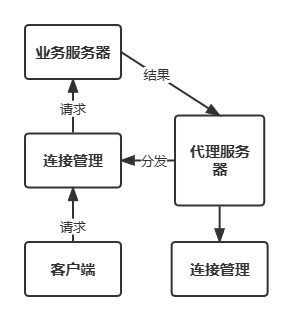 业务服务器
结果
请求
代理服务
器
连接管理
分发
请求
客户端
连接管理